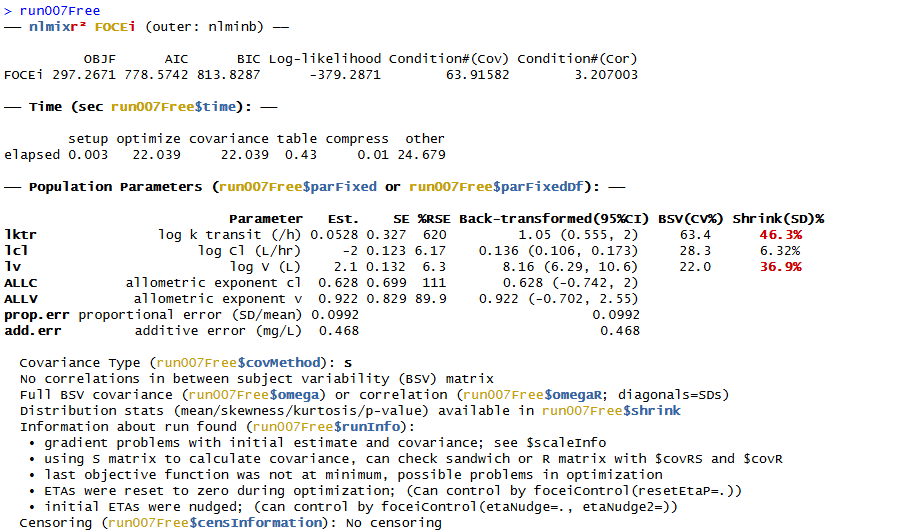 > run007Free
── nlmixr² FOCEi (outer: nlminb) ──
OBJF AIC BIC Log-likelihood Condition#(Cov) Condition#(Cor)
FOCEi 297.2671 778.5742 813.8287 -379.2871 63.91582 3.207003
── Time (sec run007Free$time): ──
setup optimize covariance table compress other
elapsed 0.003 22.039 22.039 0.43 0.01 24.679
── Population Parameters (run007Free$parFixed or run007Free$parFixedDf): ──
Parameter Est. SE %RSE Back-transformed(95%CI) BSV(CV%) Shrink(SD)%
lktr log k transit (/h) 0.0528 0.327 620 1.05 (0.555, 2) 63.4 46.3%
lcl log Cl (L/hr) -2 0.123 6.17 0.136 (0.106, 0.173) 28.3 6.32%
lv log V (L) 2.1 0.132 6.3 8.16 (6.29, 10.6) 22.0 36.9%
ALLC allometric exponent cl 0.628 0.699 111 0.628 (-0.742, 2)
ALLV allometric exponent v 0.922 0.829 89.9 0.922 (-0.702, 2.55)
prop.err proportional error (SD/mean) 0.0992 0.0992
add.err additive error (mg/L) 0.468 0.468
Covariance Type (run007Free$covMethod): s
No correlations in between subject variability (BSV) matrix
Full BSV covariance (run007Free$omega) or correlation (run007Free$omegaR; diagonals=SDs)
Distribution stats (mean/skewness/kurtosis/p-value) available in run007Free$shrink
Information about run found (run007Free$runInfo):
• gradient problems with initial estimate and covariance; see $scaleInfo
• using S matrix to calculate covariance, can check sandwich or R matrix with $covRS and $covR
• last objective function was not at minimum, possible problems in optimization
• ETAs were reset to zero during optimization; (Can control by foceiControl(resetEtaP=.))
• initial ETAs were nudged; (can control by foceiControl(etaNudge=., etaNudge2=))
Censoring (run007Free$censInformation): No censoring